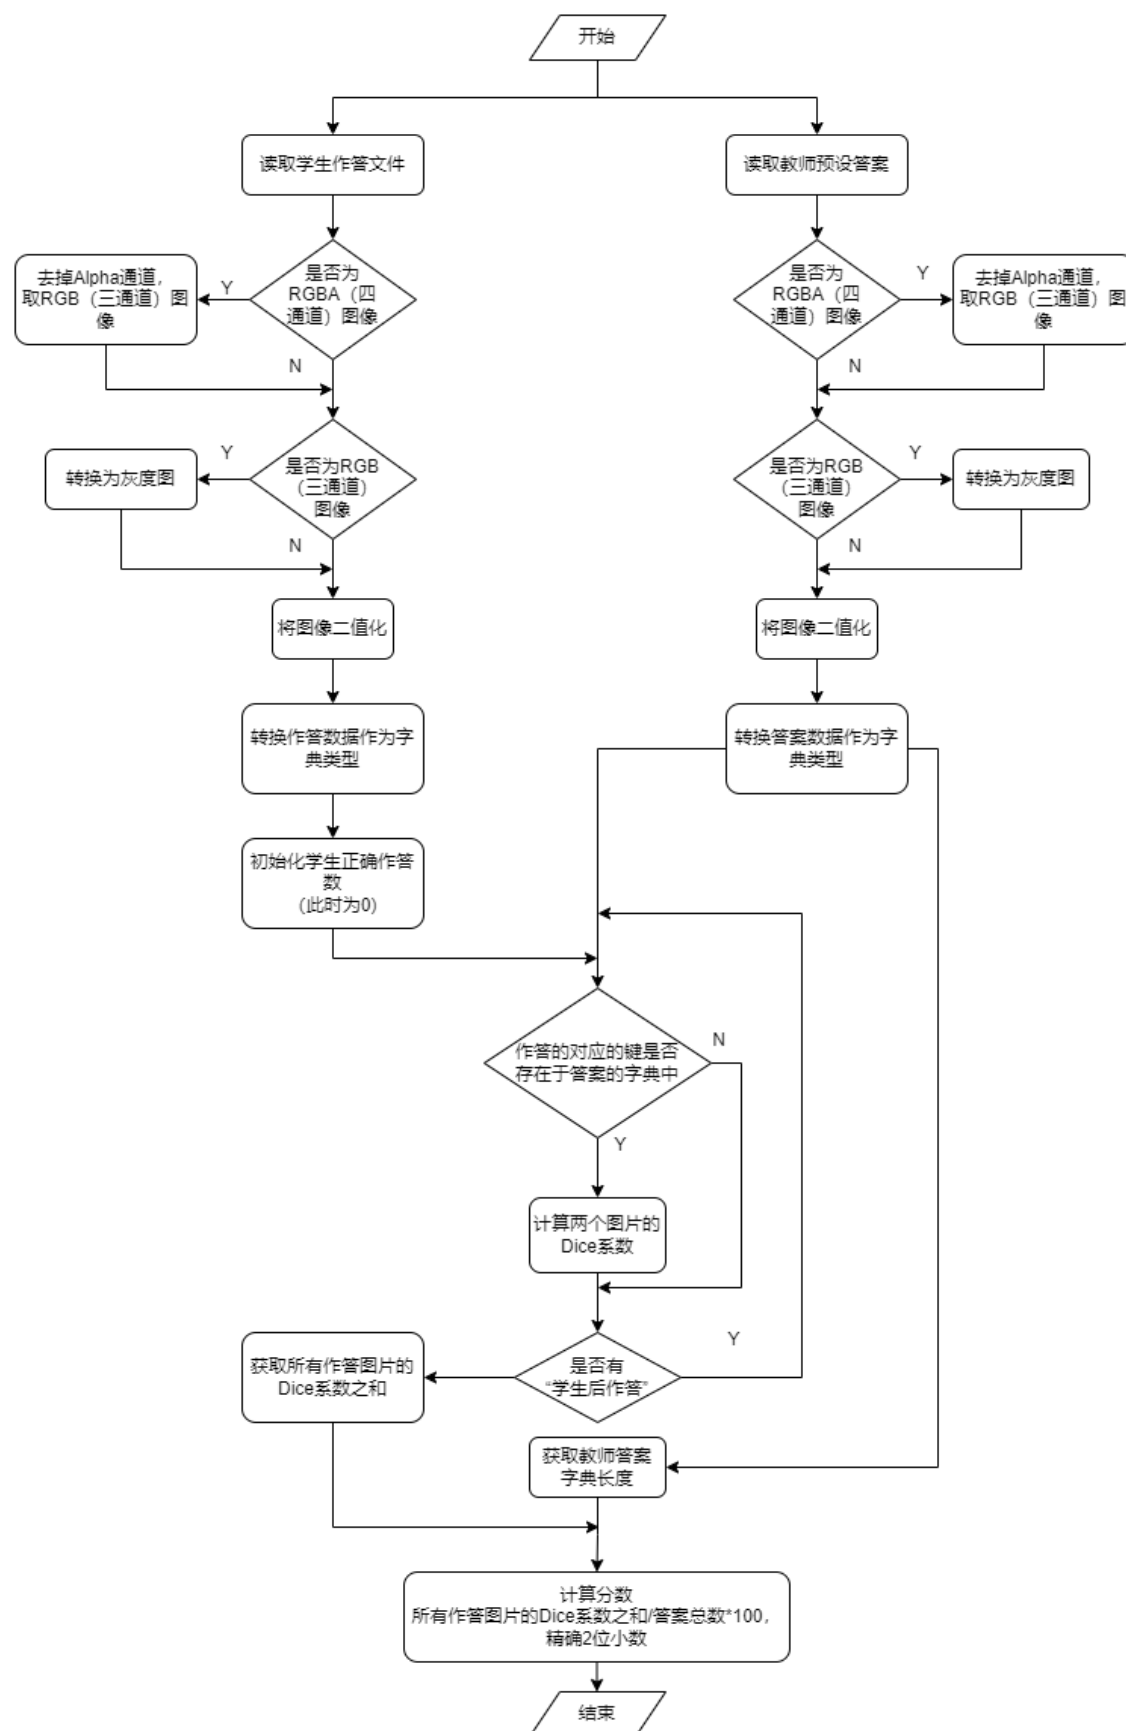 开始
读取学生作答文件
读取教师预设答案
是否为
RGBA（四
通道）图像
Y
去掉Alpha通道，
取RGB（三通道）图
像
N
是否为
RGBA（四
通道）图像
Y
去掉Alpha通道，
取RGB（三通道）图
像
N
是否为RGB
（三通道）
图像
Y
转换为灰度图
N
是否为RGB
（三通道）
图像
Y
转换为灰度图
N
将图像二值化
将图像二值化
转换作答数据作为字
典类型
转换答案数据作为字
典类型
初始化学生正确作答
数
（此时为0）
作答的对应的键是否
存在于答案的字典中
N
Y
计算两个图片的
Dice系数
是否有
“学生后作答”
Y
获取所有作答图片的
Dice系数之和
获取教师答案
字典长度
计算分数
所有作答图片的Dice系数之和/答案总数*100，
精确2位小数
结束